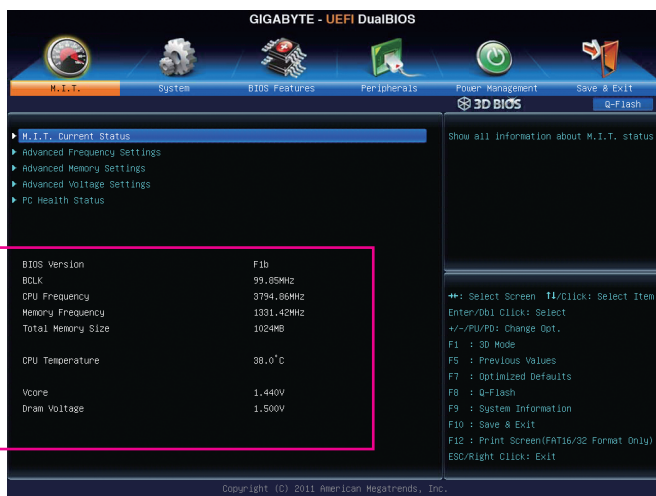 GIGABYTE - UEFI DualBIOS
M.I.T. System BIOS Features Peripherals Power Management Save & Exit
3D BIOS Q-Flash
M.I.T. Current Status
Advanced Frequency Settings
Advanced Memory Settings
Advanced Voltage Settings
PC Health Status
BIOS Version F1b
BCLK 99.85MHz
CPU Frequency 3794.86MHz
Memory Frequency 1331.42MHz
Total Memory Size 1024MB
CPU Temperature 38.0°C
Vcore 1.440V
Dram Voltage 1.500V
Show all information about M.I.T. status
→←: Select Screen ↑↓/Click: Select Item
Enter/Dbl Click: Select
+/-/PU/PD: Change Opt.
F1 : 3D Mode
F5 : Previous Values
F7 : Optimized Defaults
F8 : Q-Flash
F9 : System Information
F10 : Save & Exit
F12 : Print Screen(FAT16/32 Format Only)
ESC/Right Click: Exit
Copyright (C) 2011 American Megatrends, Inc.